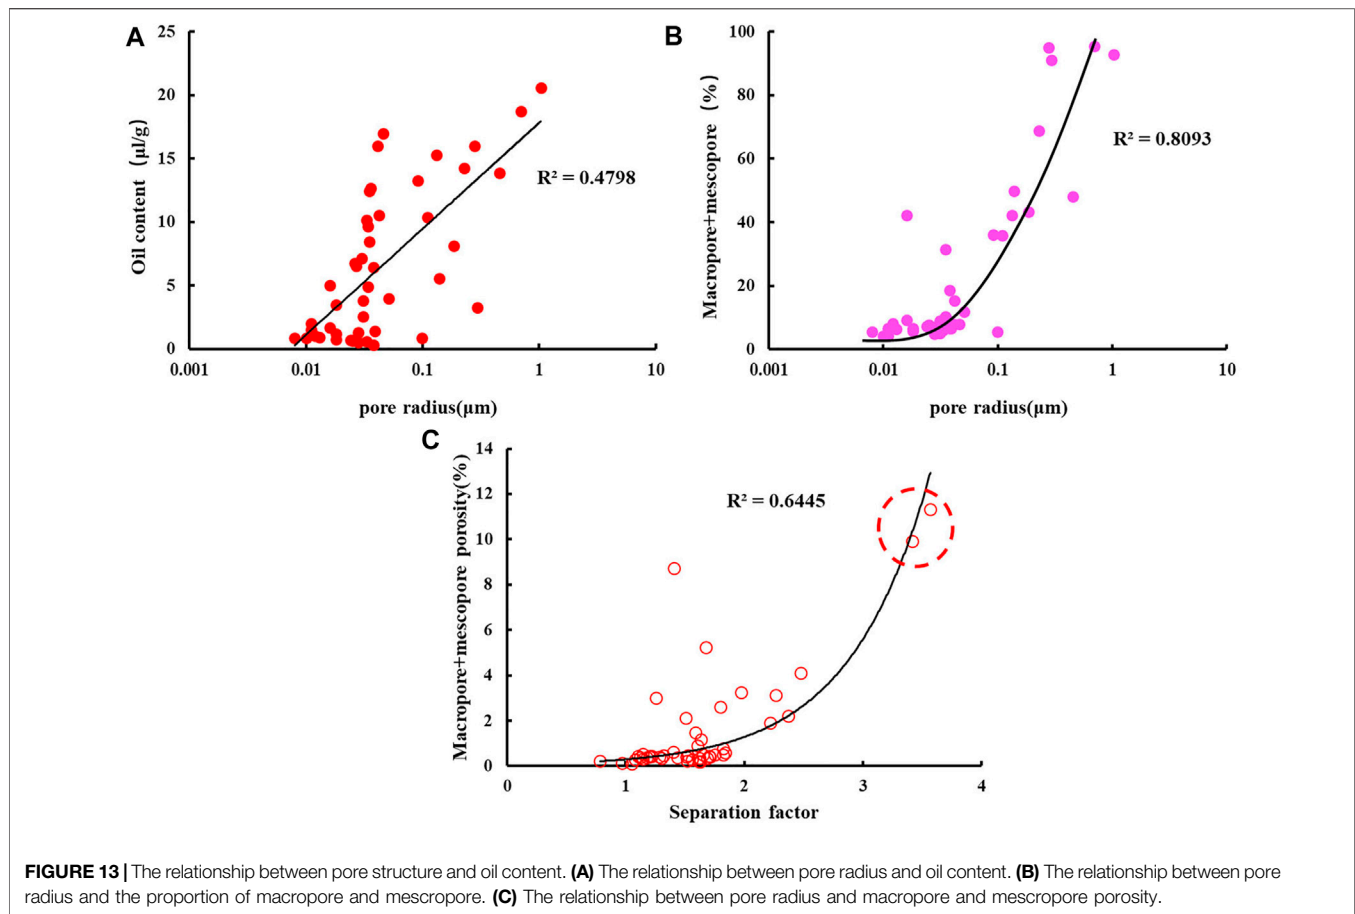 A
25
20
15
10
5
0
Oil content (μl/g)
R² = 0.4798
0.001
0.01
0.1
1
10
pore radius(μm)
B
100
80
60
40
20
0
Macropore+mescopore (%)
R² = 0.8093
0.001
0.01
0.1
1
10
pore radius(μm)
C
14
12
10
8
6
4
2
0
Macropore+mescopore porosity(%)
R² = 0.6445
0
1
2
3
4
Separation factor
FIGURE 13 | The relationship between pore structure and oil content. (A) The relationship between pore radius and oil content. (B) The relationship between pore
radius and the proportion of macropore and mescropore. (C) The relationship between pore radius and macropore and mescropore porosity.